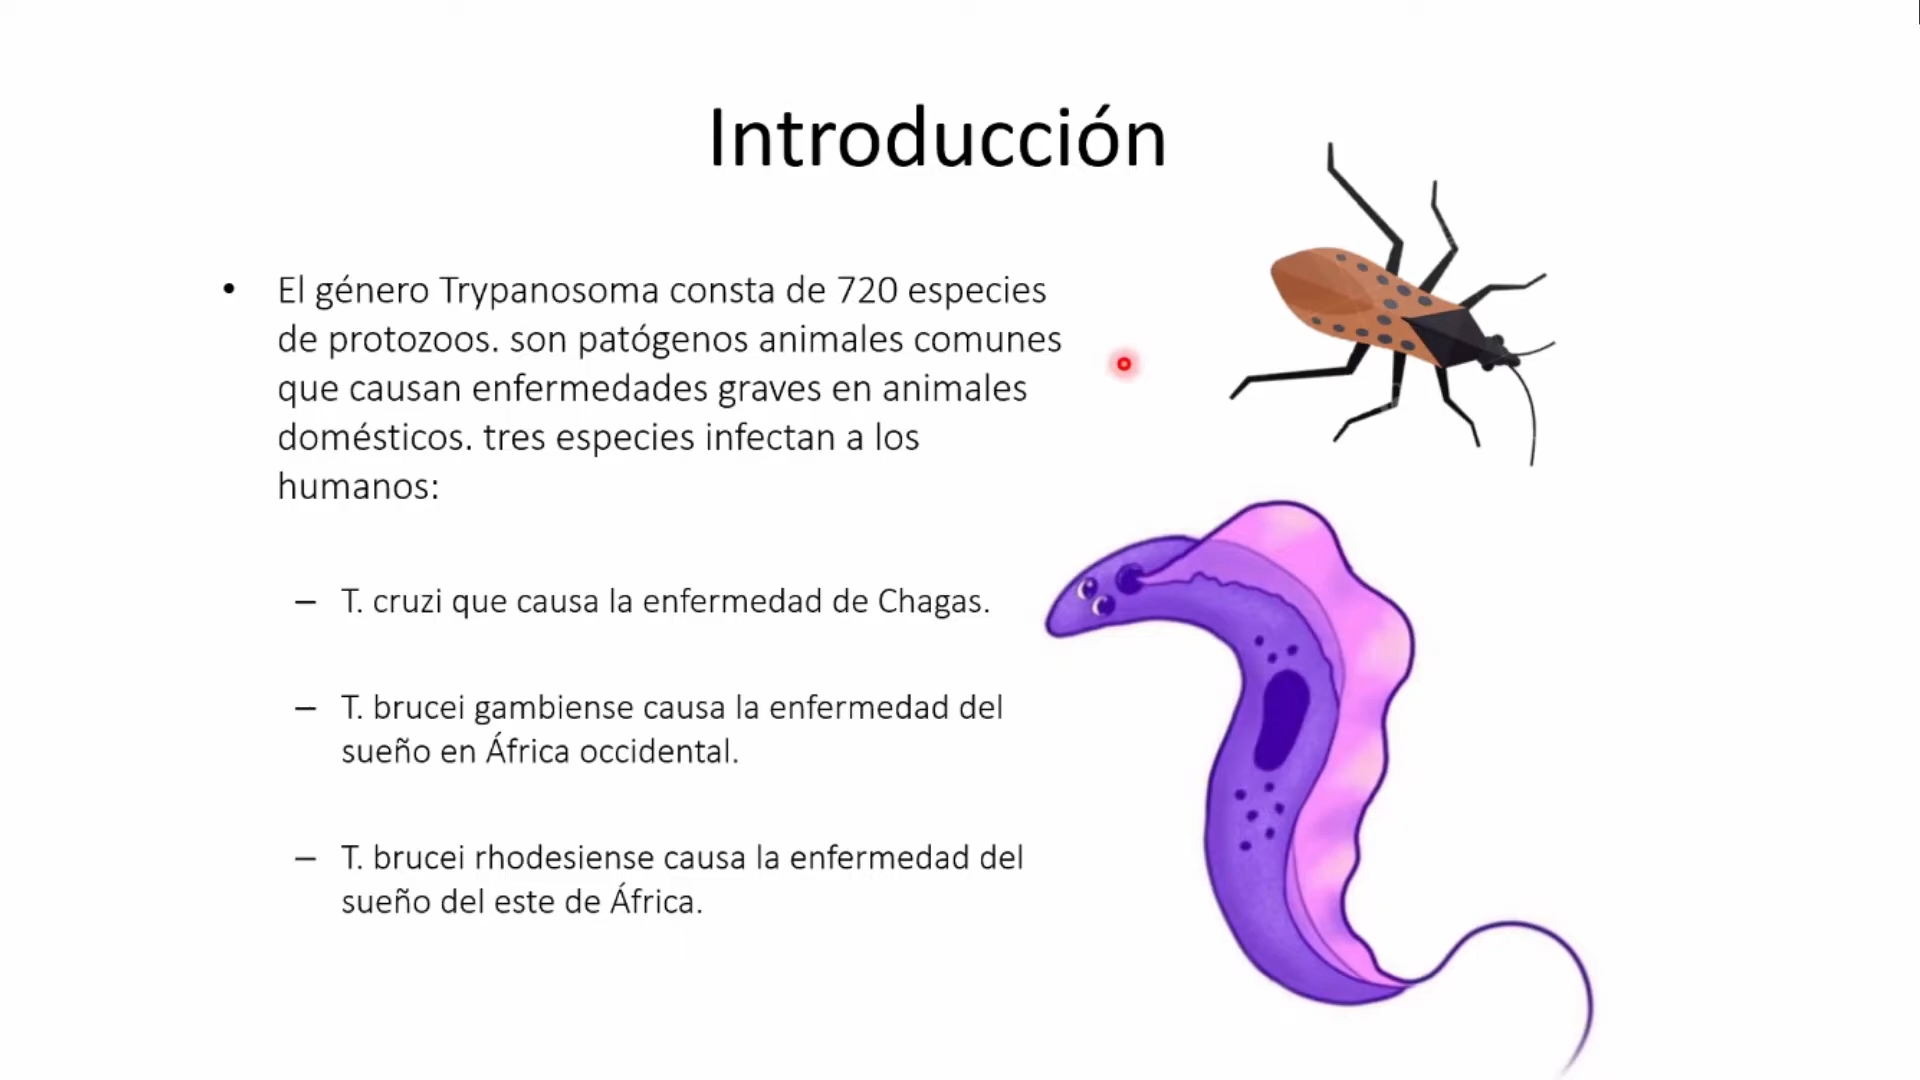 Introducción
• El género Trypanosoma consta de 720 especies
de protozoos. son patógenos animales comunes
que causan enfermedades graves en animales
domésticos. tres especies infectan a los
humanos:
– T. cruzi que causa la enfermedad de Chagas.
– T. brucei gambiense causa la enfermedad del
sueño en África occidental.
– T. brucei rhodesiense causa la enfermedad del
sueño del este de África.